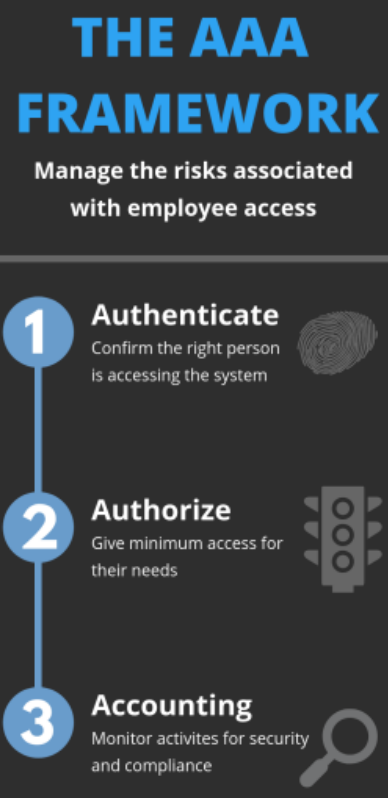 THE AAA
FRAMEWORK
Manage the risks associated
with employee access
1
Authenticate
Confirm the right person
is accessing the system
2
Authorize
Give minimum access for
their needs
3
Accounting
Monitor activites for security
and compliance